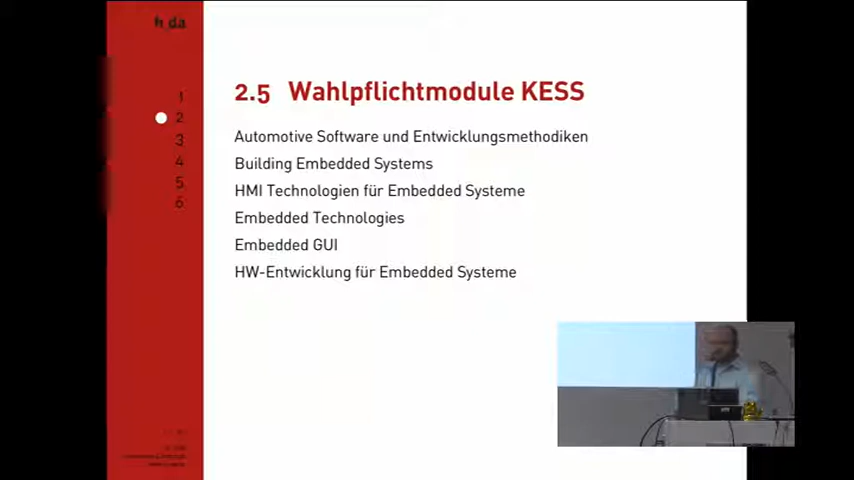 h_da
1
2
3
4
5
6
2.5 Wahlpflichtmodule KESS
Automotive Software und Entwicklungsmethodiken
Building Embedded Systems
HMI Technologien für Embedded Systeme
Embedded Technologies
Embedded GUI
HW-Entwicklung für Embedded Systeme